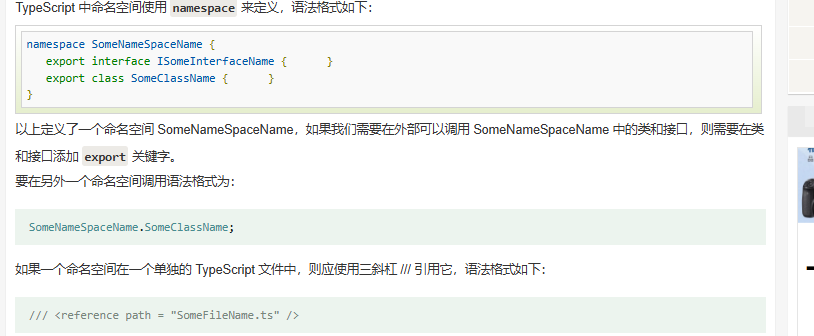 TypeScript 中命名空间使用 namespace 来定义，语法格式如下：
namespace SomeNameSpaceName {
   export interface ISomeInterfaceName {      }
   export class SomeClassName {      }
}
以上定义了一个命名空间 SomeNameSpaceName，如果我们需要在外部可以调用 SomeNameSpaceName 中的类和接口，则需要在类
和接口添加 export 关键字。
要在另外一个命名空间调用语法格式为：
SomeNameSpaceName.SomeClassName;
如果一个命名空间在一个单独的 TypeScript 文件中，则应使用三斜杠 /// 引用它，语法格式如下：
/// <reference path = "SomeFileName.ts" />